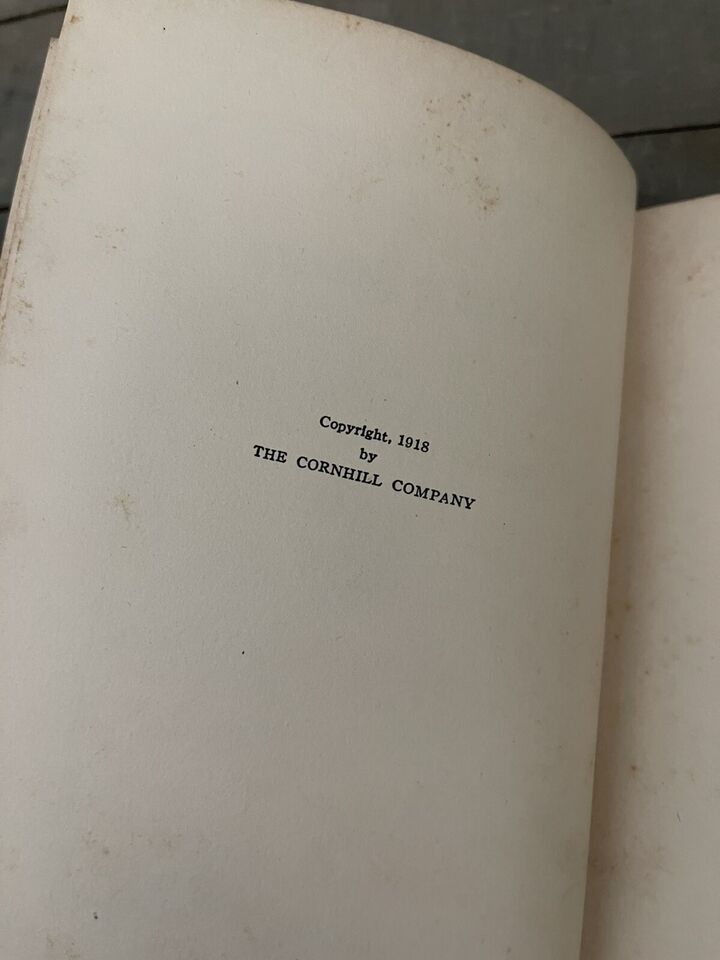 Copyright, 1918
by
THE CORNHILL COMPANY